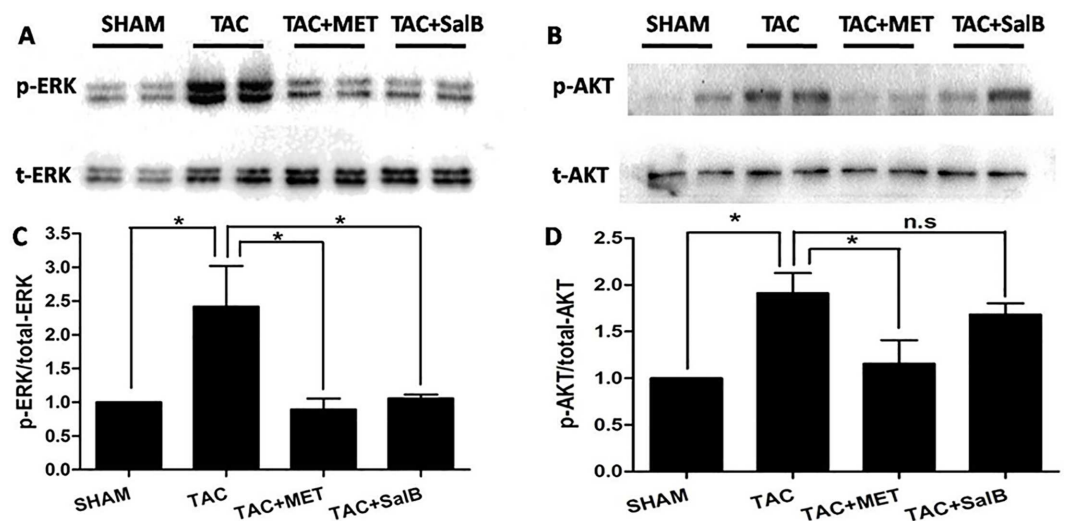 A
SHAM TAC TAC+MET TAC+SalB
p-ERK
t-ERK
B
SHAM TAC TAC+MET TAC+SalB
p-AKT
t-AKT
C
p-ERK/total-ERK
3.5
3.0
2.5
2.0
1.5
1.0
0.5
0.0
* * *
SHAM TAC TAC+MET TAC+SalB
D
p-AKT/total-AKT
2.5
2.0
1.5
1.0
0.5
0.0
* * n.s
SHAM TAC TAC+MET TAC+SalB